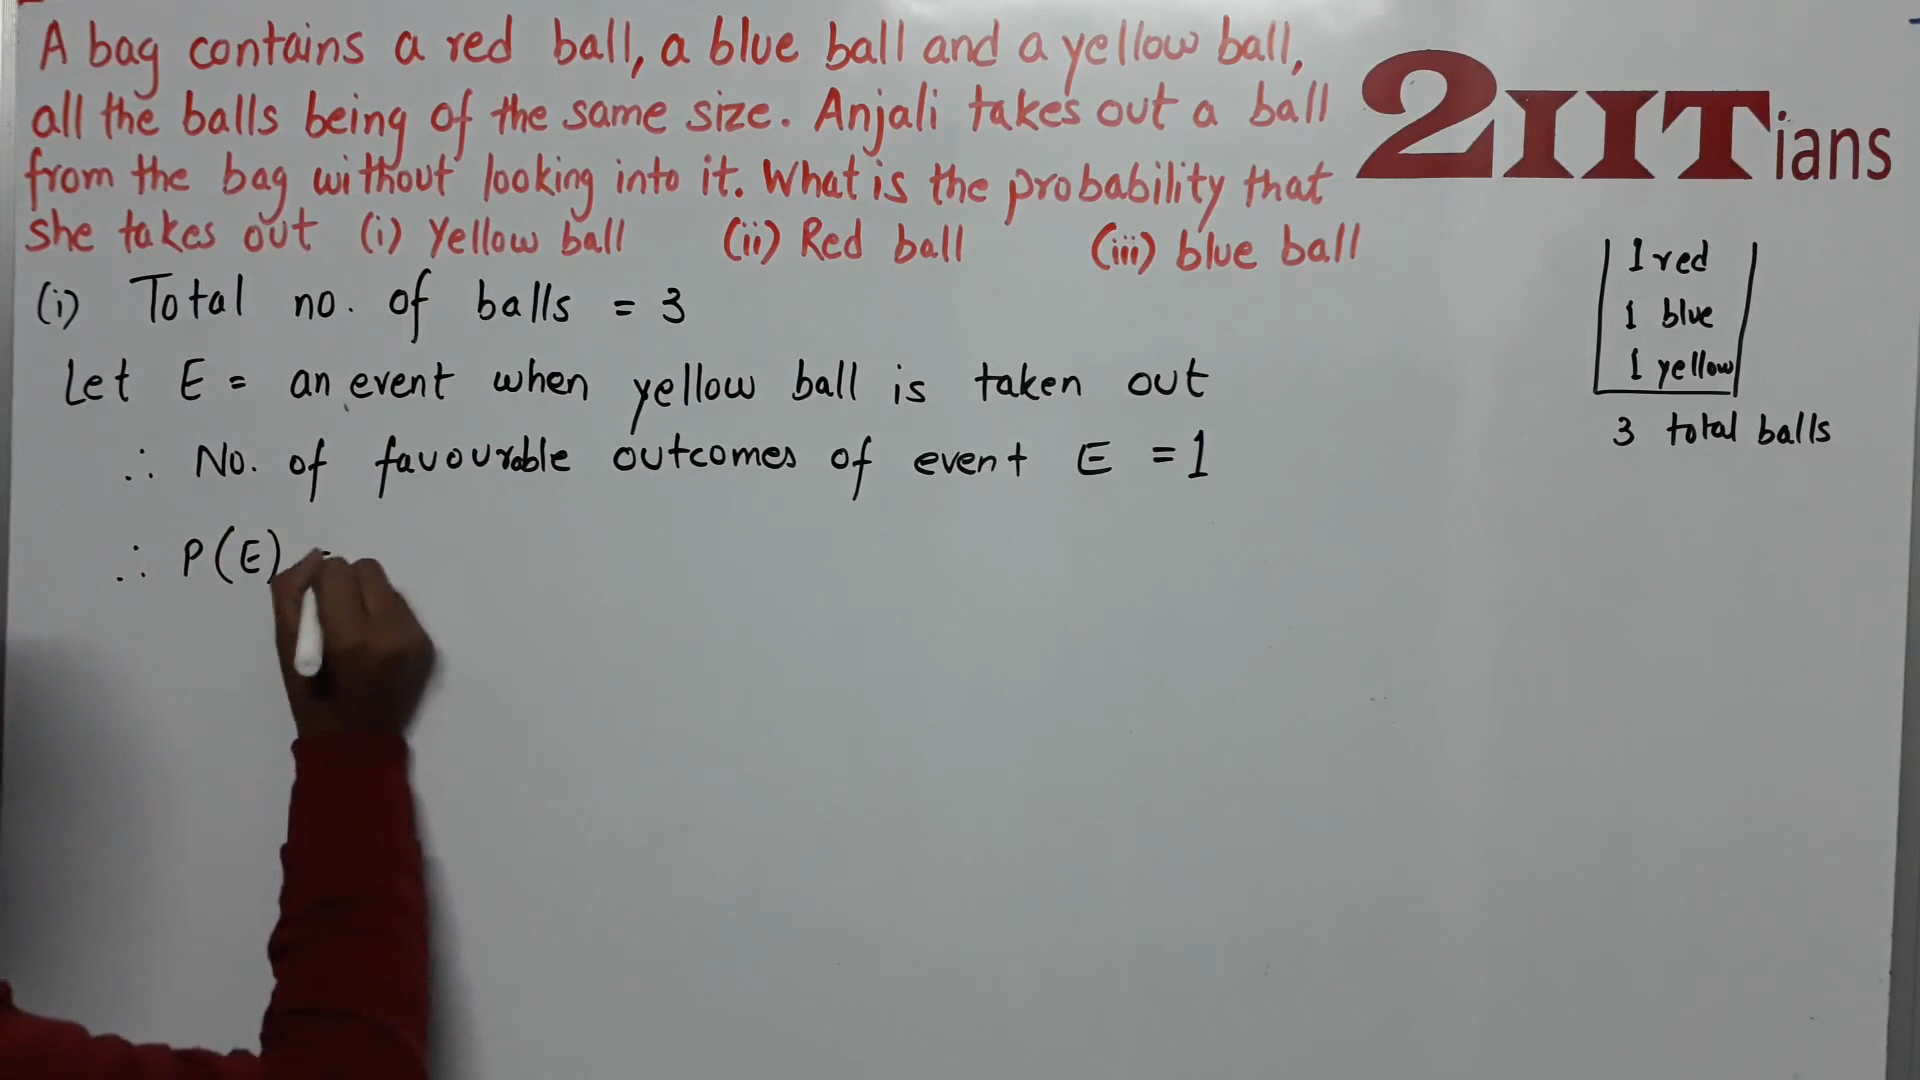 A bag contains a red ball, a blue ball and a yellow ball,
all the balls being of the same size. Anjali takes out a ball
from the bag without looking into it. What is the probability that
she takes out (i) Yellow ball (ii) Red ball (iii) blue ball
2IITians
(i) Total no. of balls = 3
Let E = an event when yellow ball is taken out
∴ No. of favourable outcomes of event E = 1
∴ P(E) =
1 red
1 blue
1 yellow
3 total balls